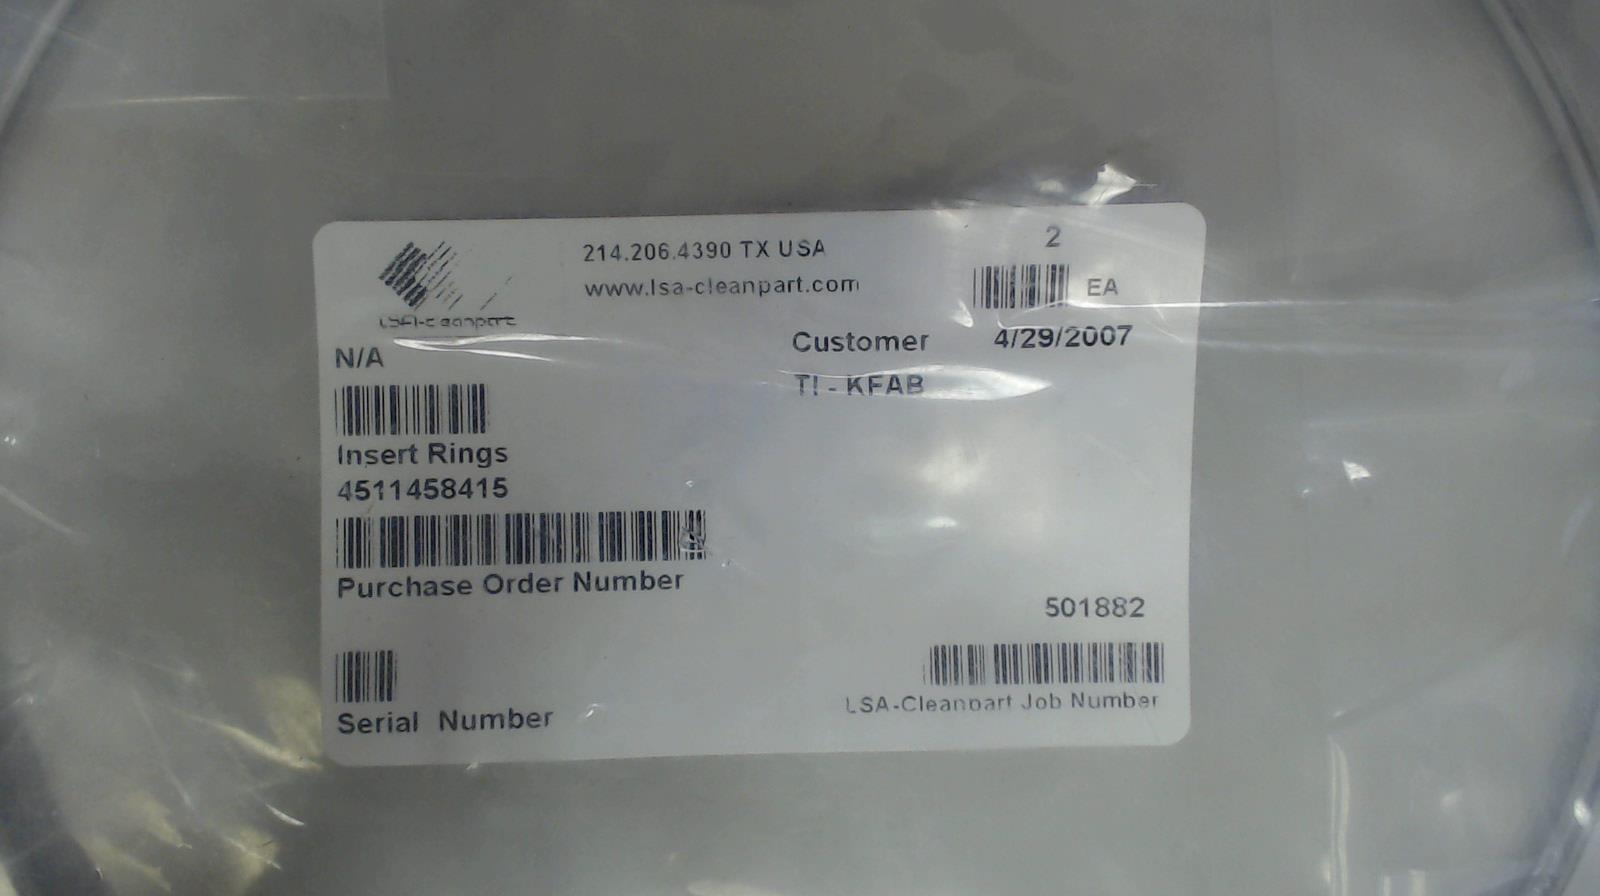 LSA-cleanpart
214.206.4390 TX USA
www.lsa-cleanpart.com
2
EA
N/A
Customer
4/29/2007
TI - KFAB
Insert Rings
4511458415
Purchase Order Number
501882
LSA-Cleanpart Job Number
Serial Number